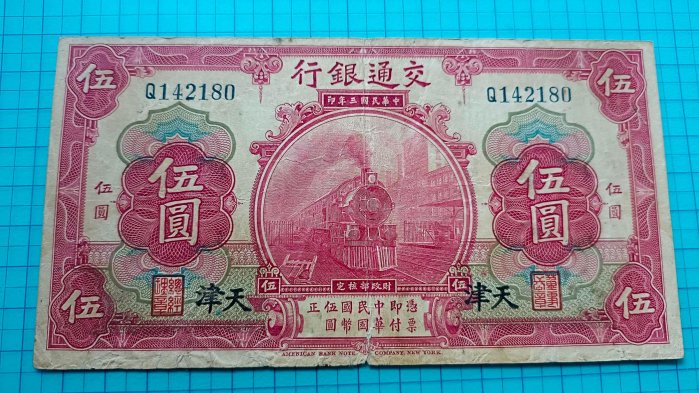 伍
伍
交通銀行
中華民國三年印
Q142180
Q142180
伍圓
伍圓
伍圓
伍圓
財政部核定
伍
伍
天津
天津
憑票即付中華民國國幣伍圓正
伍
伍
AMERICAN BANK NOTE COMPANY, NEW YORK.